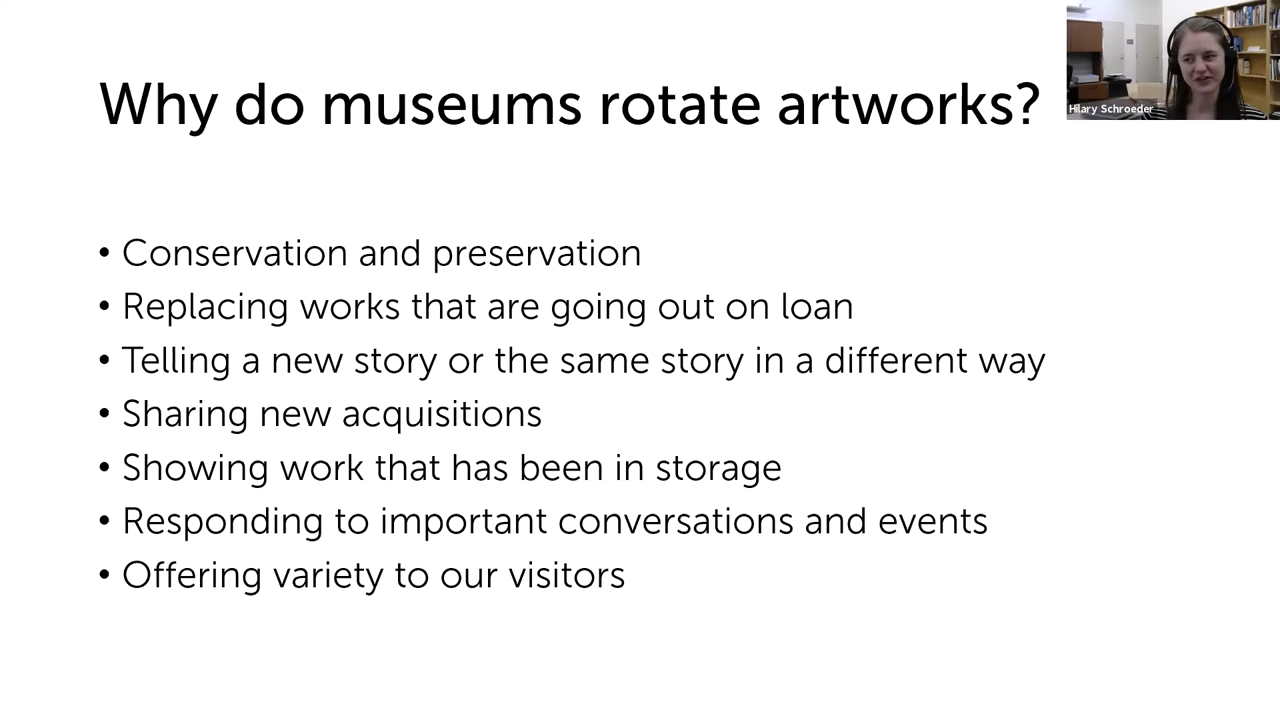 Why do museums rotate artworks?
Hilary Schroeder
• Conservation and preservation
• Replacing works that are going out on loan
• Telling a new story or the same story in a different way
• Sharing new acquisitions
• Showing work that has been in storage
• Responding to important conversations and events
• Offering variety to our visitors